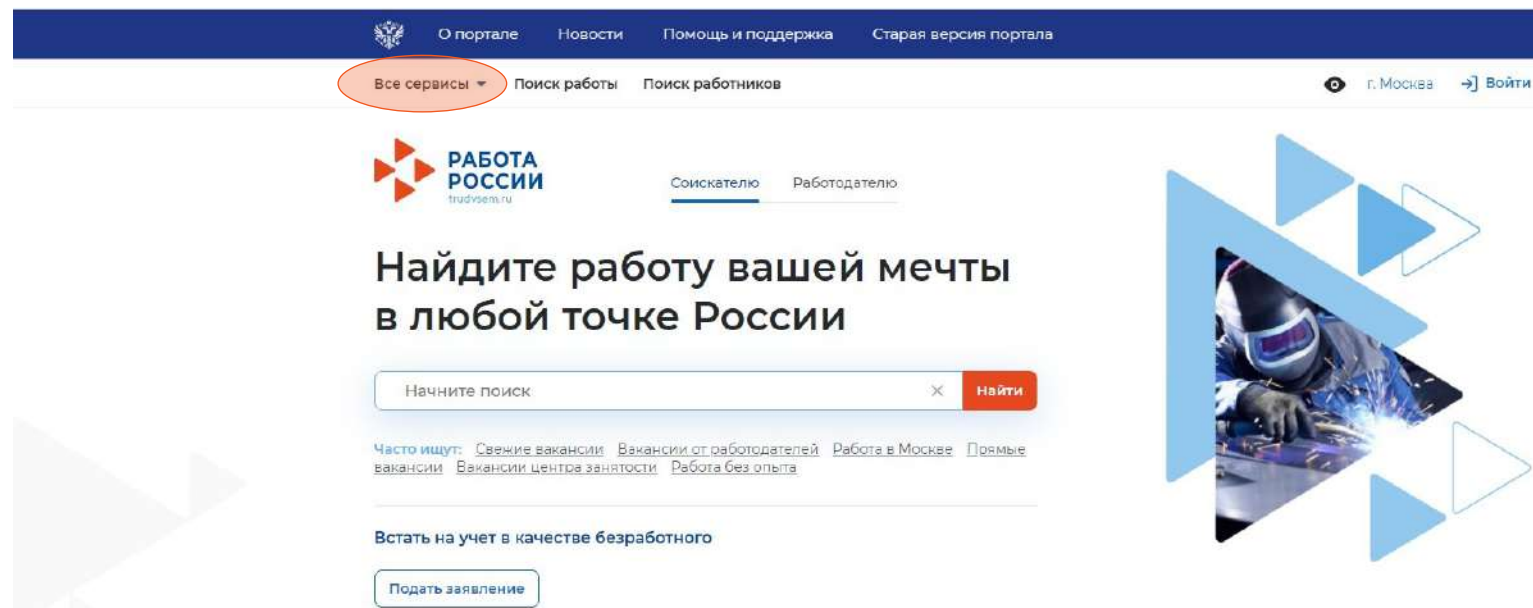 О портале Новости Помощь и поддержка Старая версия портала
Все сервисы Поиск работы Поиск работников г. Москва Войти
РАБОТА
РОССИИ
trudvsem.ru
Соискателю Работодателю
Найдите работу вашей мечты
в любой точке России
Начните поиск × Найти
Часто ищут: Свежие вакансии Вакансии от работодателей Работа в Москве Прямые
вакансии Вакансии центра занятости Работа без опыта
Встать на учет в качестве безработного
Подать заявление